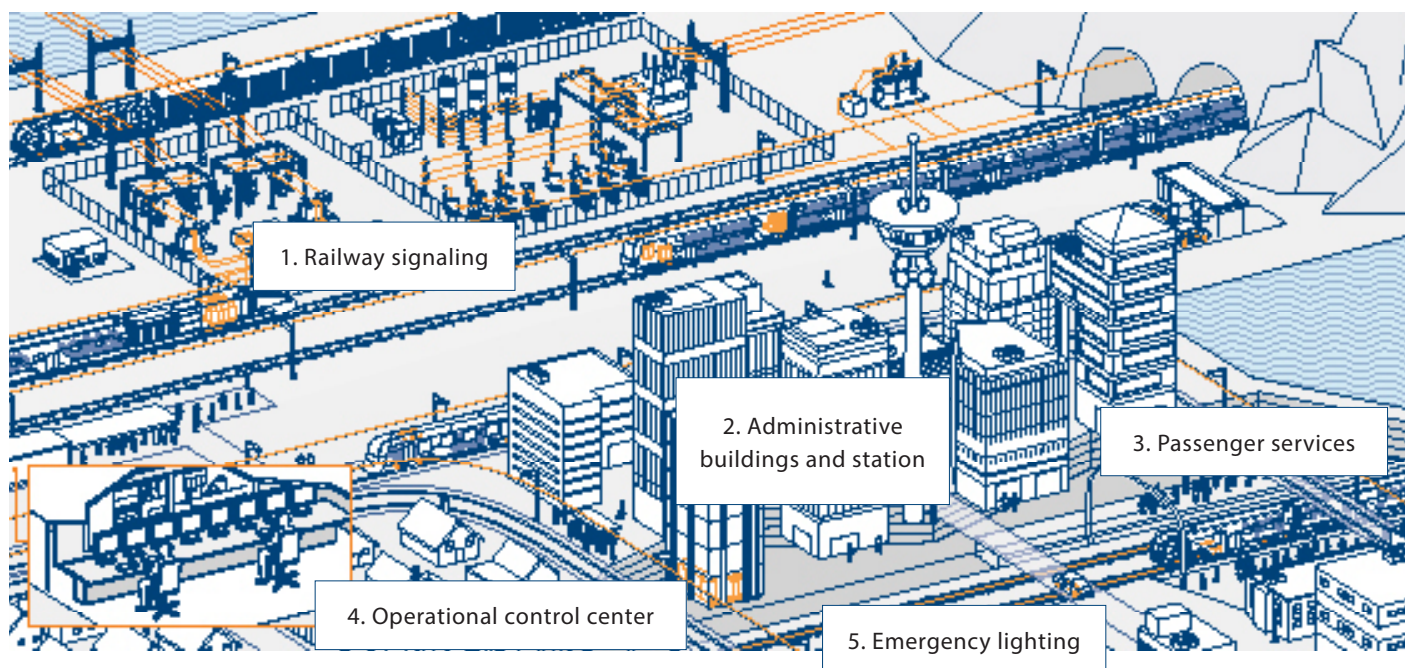 1. Railway signaling
2. Administrative
buildings and station
3. Passenger services
4. Operational control center
5. Emergency lighting